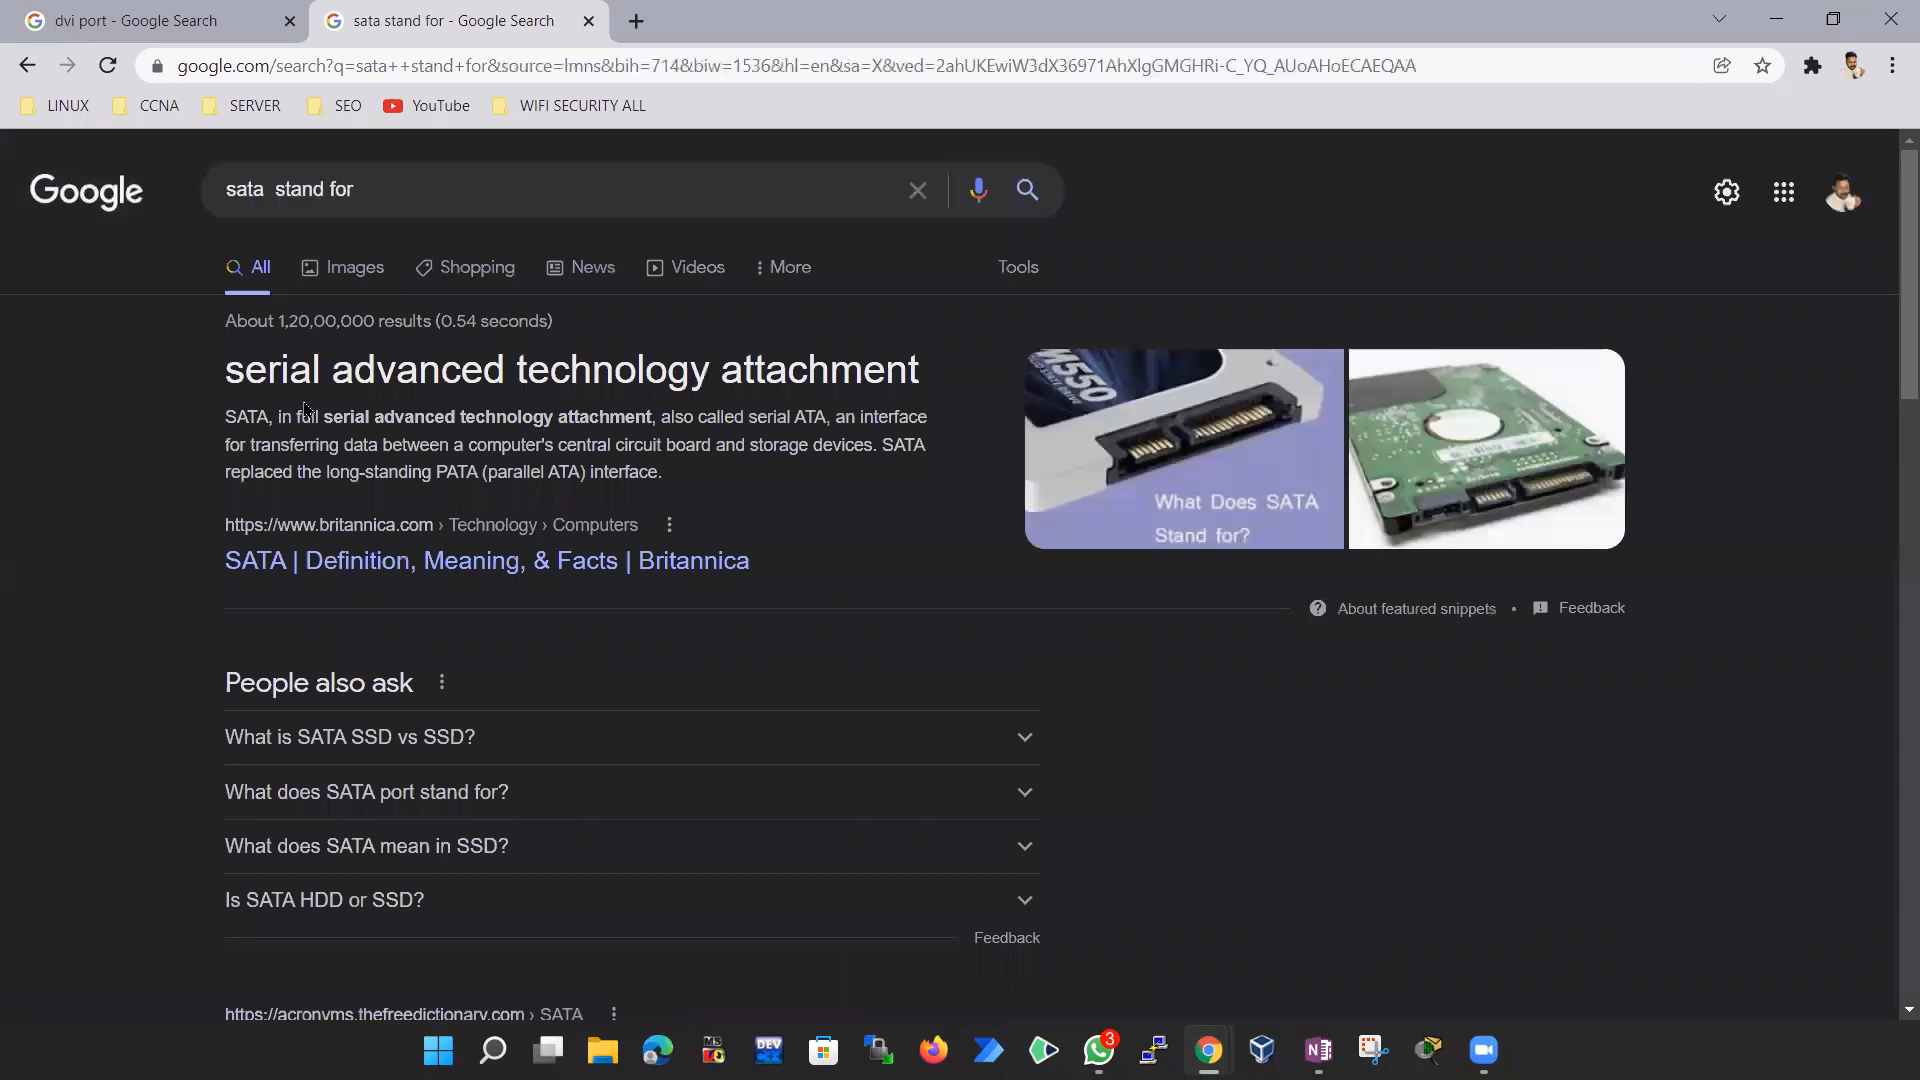 dvi port - Google Search
sata stand for - Google Search
google.com/search?q=sata++stand+for&source=lmns&bih=714&biw=1536&hl=en&sa=X&ved=2ahUKEwiW3dX36971AhXlgGMGHRi-C_YQ_AUoAHoECAEQAA
LINUX CCNA SERVER SEO YouTube WIFI SECURITY ALL
Google sata stand for
All Images Shopping News Videos More Tools
About 1,20,00,000 results (0.54 seconds)
serial advanced technology attachment
SATA, in full serial advanced technology attachment, also called serial ATA, an interface
for transferring data between a computer's central circuit board and storage devices. SATA
replaced the long-standing PATA (parallel ATA) interface.
M550
What Does SATA
Stand for?
https://www.britannica.com › Technology › Computers
SATA | Definition, Meaning, & Facts | Britannica
About featured snippets • Feedback
People also ask
What is SATA SSD vs SSD?
What does SATA port stand for?
What does SATA mean in SSD?
Is SATA HDD or SSD?
Feedback
https://acronyms.thefreedictionary.com › SATA
DEV
3
N